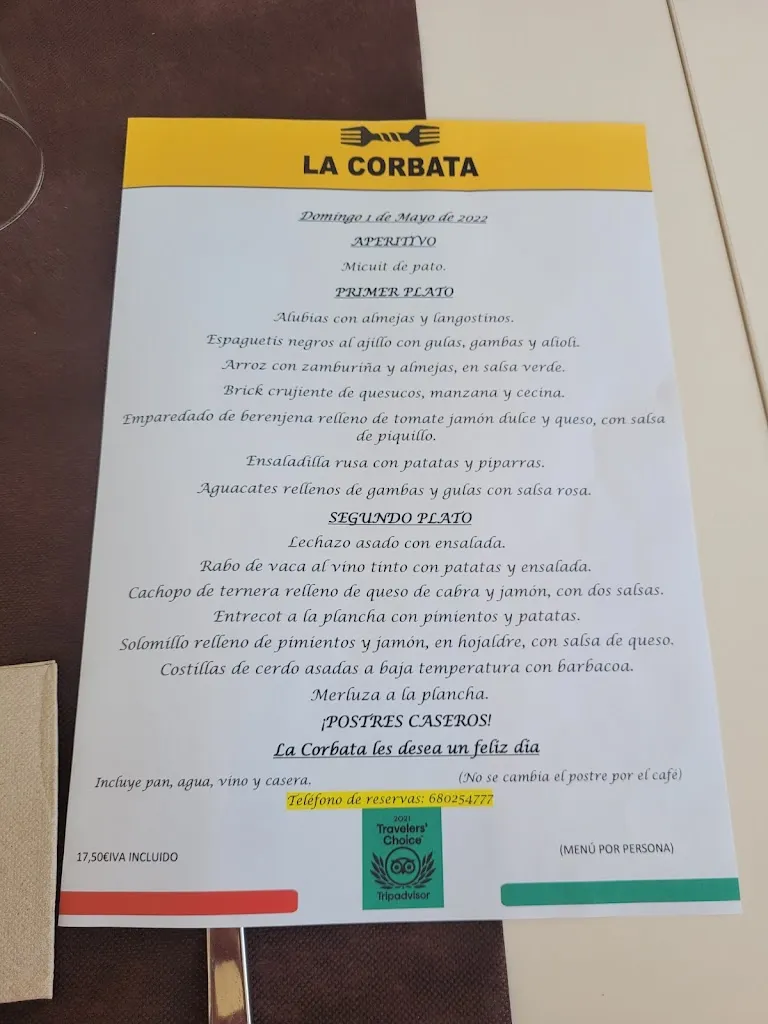 LA CORBATA
Domingo 1 de Mayo de 2022
APERITIVO
Micuit de pato.
PRIMER PLATO
Alubias con almejas y langostinos.
Espaguetis negros al ajillo con gulas, gambas y alioli.
Arroz con zamburiña y almejas, en salsa verde.
Brick crujiente de quesucos, manzana y cecina.
Emparedado de berenjena relleno de tomate jamón dulce y queso, con salsa
de piquillo.
Ensaladilla rusa con patatas y piparras.
Aguacates rellenos de gambas y gulas con salsa rosa.
SEGUNDO PLATO
Lechazo asado con ensalada.
Rabo de vaca al vino tinto con patatas y ensalada.
Cachopo de ternera relleno de queso de cabra y jamón, con dos salsas.
Entrecot a la plancha con pimientos y patatas.
Solomillo relleno de pimientos y jamón, en hojaldre, con salsa de queso.
Costillas de cerdo asadas a baja temperatura con barbacoa.
Merluza a la plancha.
¡POSTRES CASEROS!
La Corbata les desea un feliz dia
Incluye pan, agua, vino y casera.
(No se cambia el postre por el café)
Teléfono de reservas: 680254777
2021
Travelers'
Choice
Tripadvisor
17,50€IVA INCLUIDO
(MENÚ POR PERSONA)